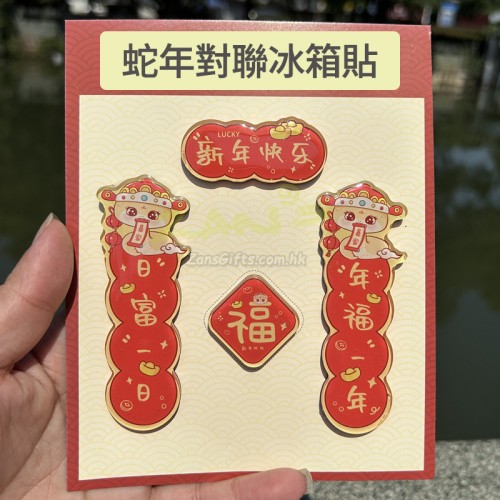 蛇年對聯冰箱貼
LUCKY
新年快乐
日富一日
年福一年
福
ZansGifts.com.hk